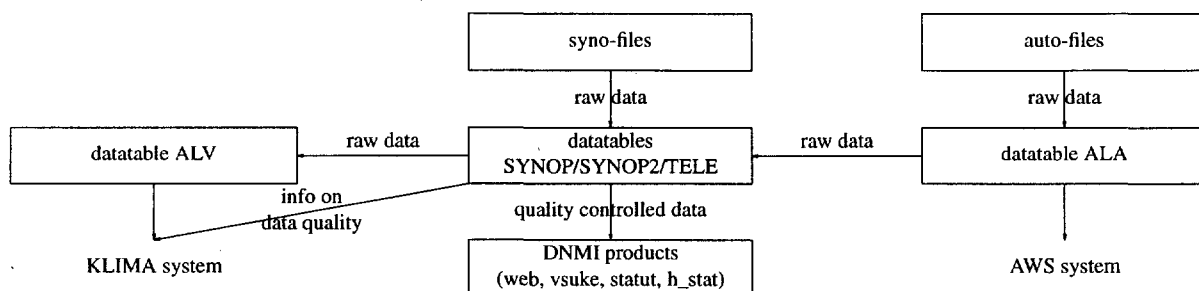 syno-files
auto-files
raw data
raw data
datatable ALV
raw data
datatables
SYNOP/SYNOP2/TELE
raw data
datatable ALA
info on
data quality
quality controlled data
KLIMA system
DNMI products
(web, vsuke, statut, h_stat)
AWS system